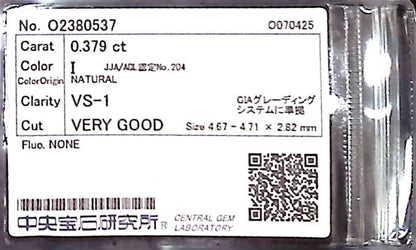 No. O2380537 O070425
Carat 0.379 ct
Color I JJA/AGL認定No.204
ColorOrigin NATURAL
Clarity VS-1 GIAグレーディングシステムに準拠
Cut VERY GOOD Size 4.67 - 4.71 × 2.82 mm
Fluo. NONE
中央宝石研究所® CENTRAL GEM LABORATORY